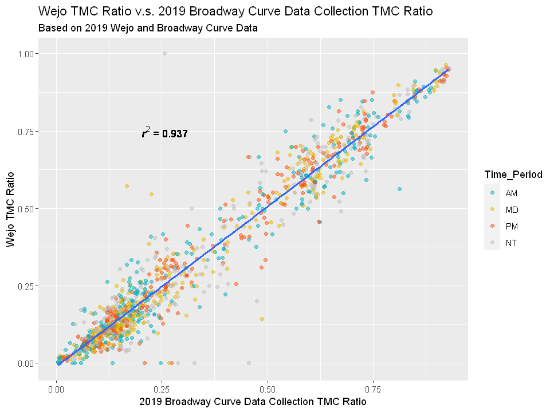 Wejo TMC Ratio v.s. 2019 Broadway Curve Data Collection TMC Ratio
Based on 2019 Wejo and Broadway Curve Data
1.00
0.75
0.50
0.25
0.00
Wejo TMC Ratio
r² = 0.937
0.00 0.25 0.50 0.75
2019 Broadway Curve Data Collection TMC Ratio
Time_Period
AM
MD
PM
NT